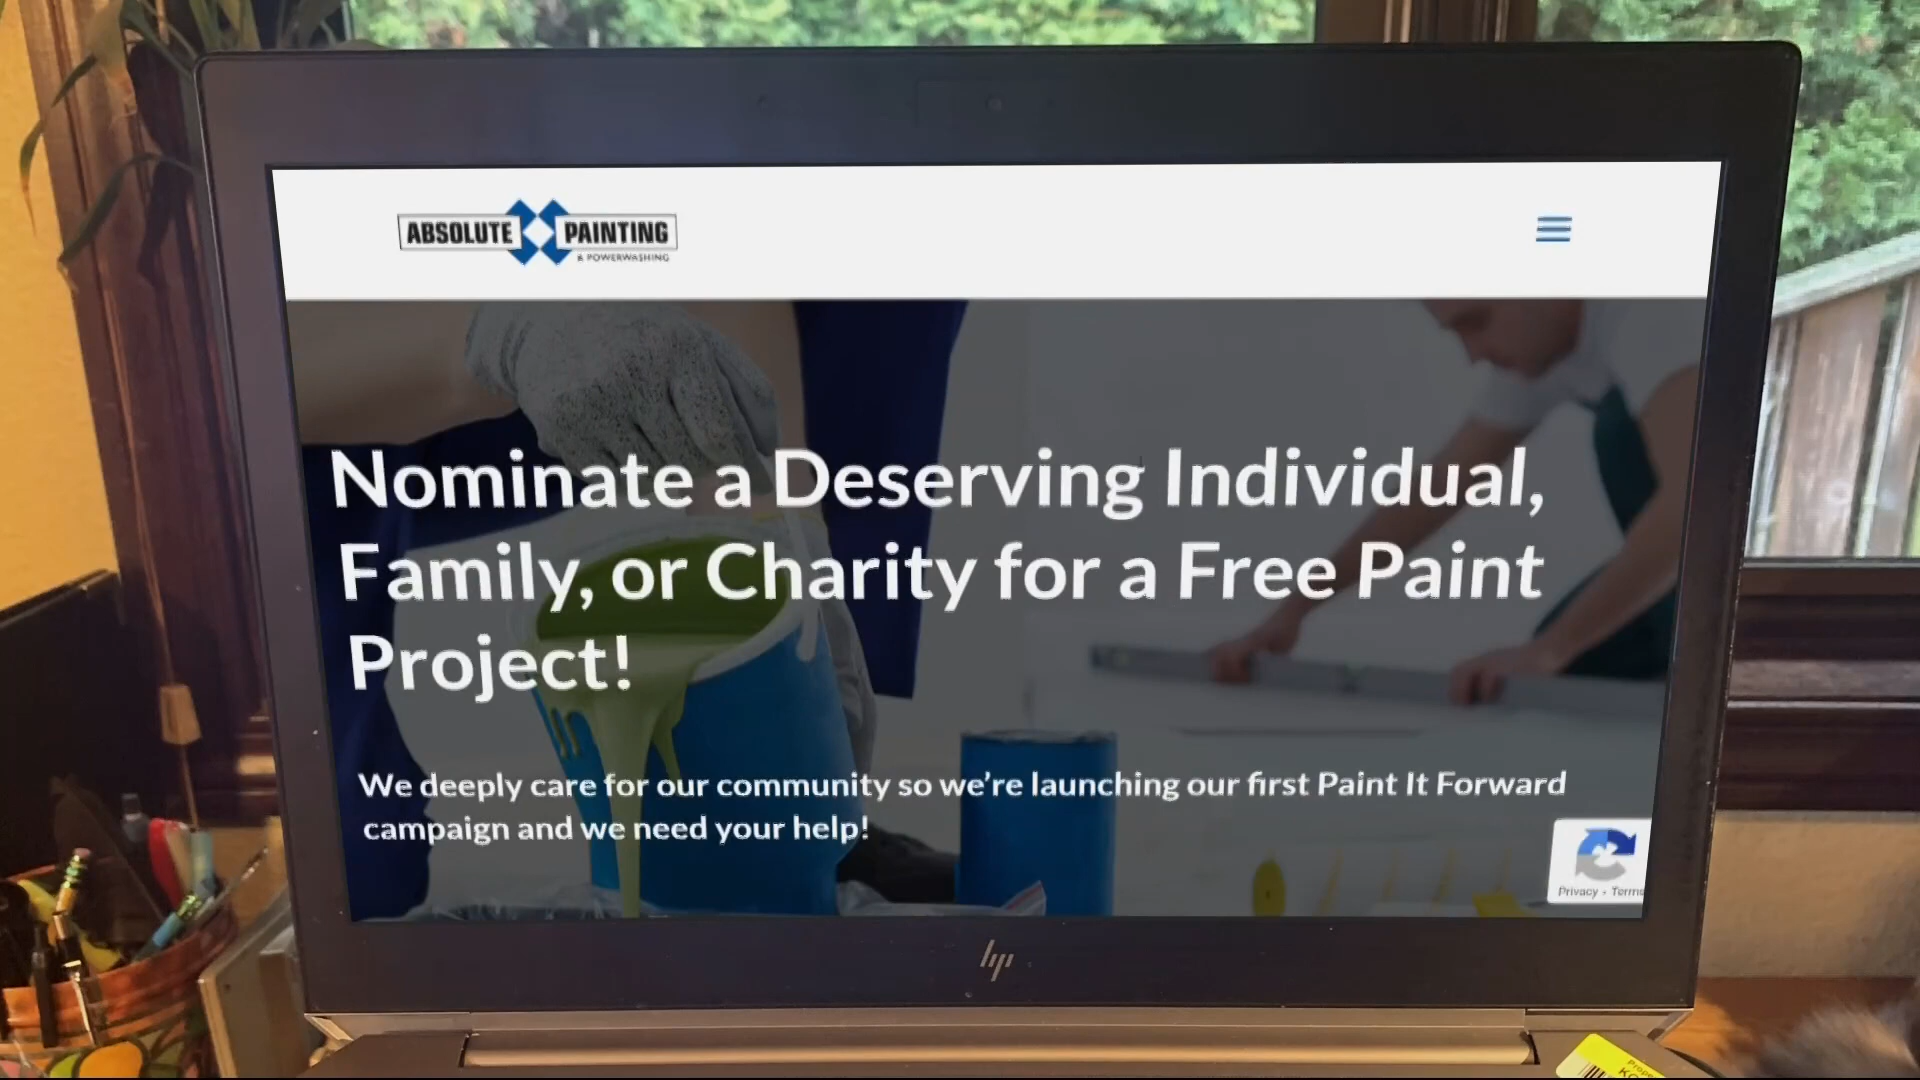 ABSOLUTE PAINTING
& POWERWASHING
Nominate a Deserving Individual,
Family, or Charity for a Free Paint
Project!
We deeply care for our community so we're launching our first Paint It Forward
campaign and we need your help!
Privacy - Terms
hp